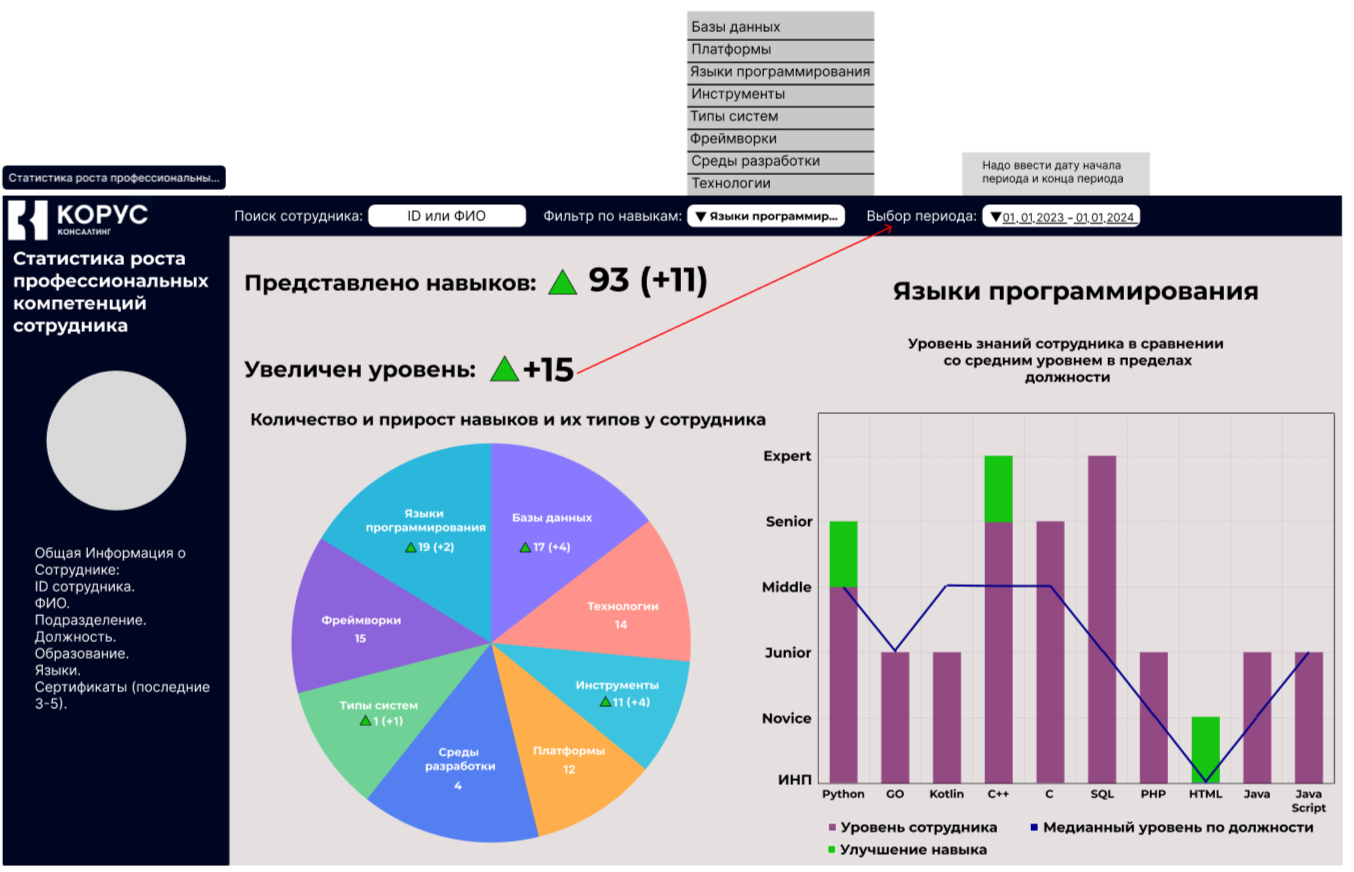 Базы данных
Платформы
Языки программирования
Инструменты
Типы систем
Фреймворки
Среды разработки
Технологии
Надо ввести дату начала
периода и конца периода
Статистика роста профессиональны...
КОРУС
КОНСАЛТИНГ
Поиск сотрудника:
ID или ФИО
Фильтр по навыкам:
▼ Языки программир...
Выбор периода:
▼01, 01,2023 - 01,01,2024
Статистика роста
профессиональных
компетенций
сотрудника
Общая Информация о
Сотруднике:
ID сотрудника.
ФИО.
Подразделение.
Должность.
Образование.
Языки.
Сертификаты (последние
3-5).
Представлено навыков: ▲ 93 (+11)
Увеличен уровень: ▲+15
Количество и прирост навыков и их типов у сотрудника
Языки
программирования
▲ 19 (+2)
Базы данных
▲ 17 (+4)
Технологии
14
Фреймворки
15
Инструменты
▲ 11 (+4)
Типы систем
▲ 1 (+1)
Среды
разработки
4
Платформы
12
Языки программирования
Уровень знаний сотрудника в сравнении
со средним уровнем в пределах
должности
Expert
Senior
Middle
Junior
Novice
ИНП
Python GO Kotlin C++ C SQL PHP HTML Java Java
Script
Уровень сотрудника
Медианный уровень по должности
Улучшение навыка